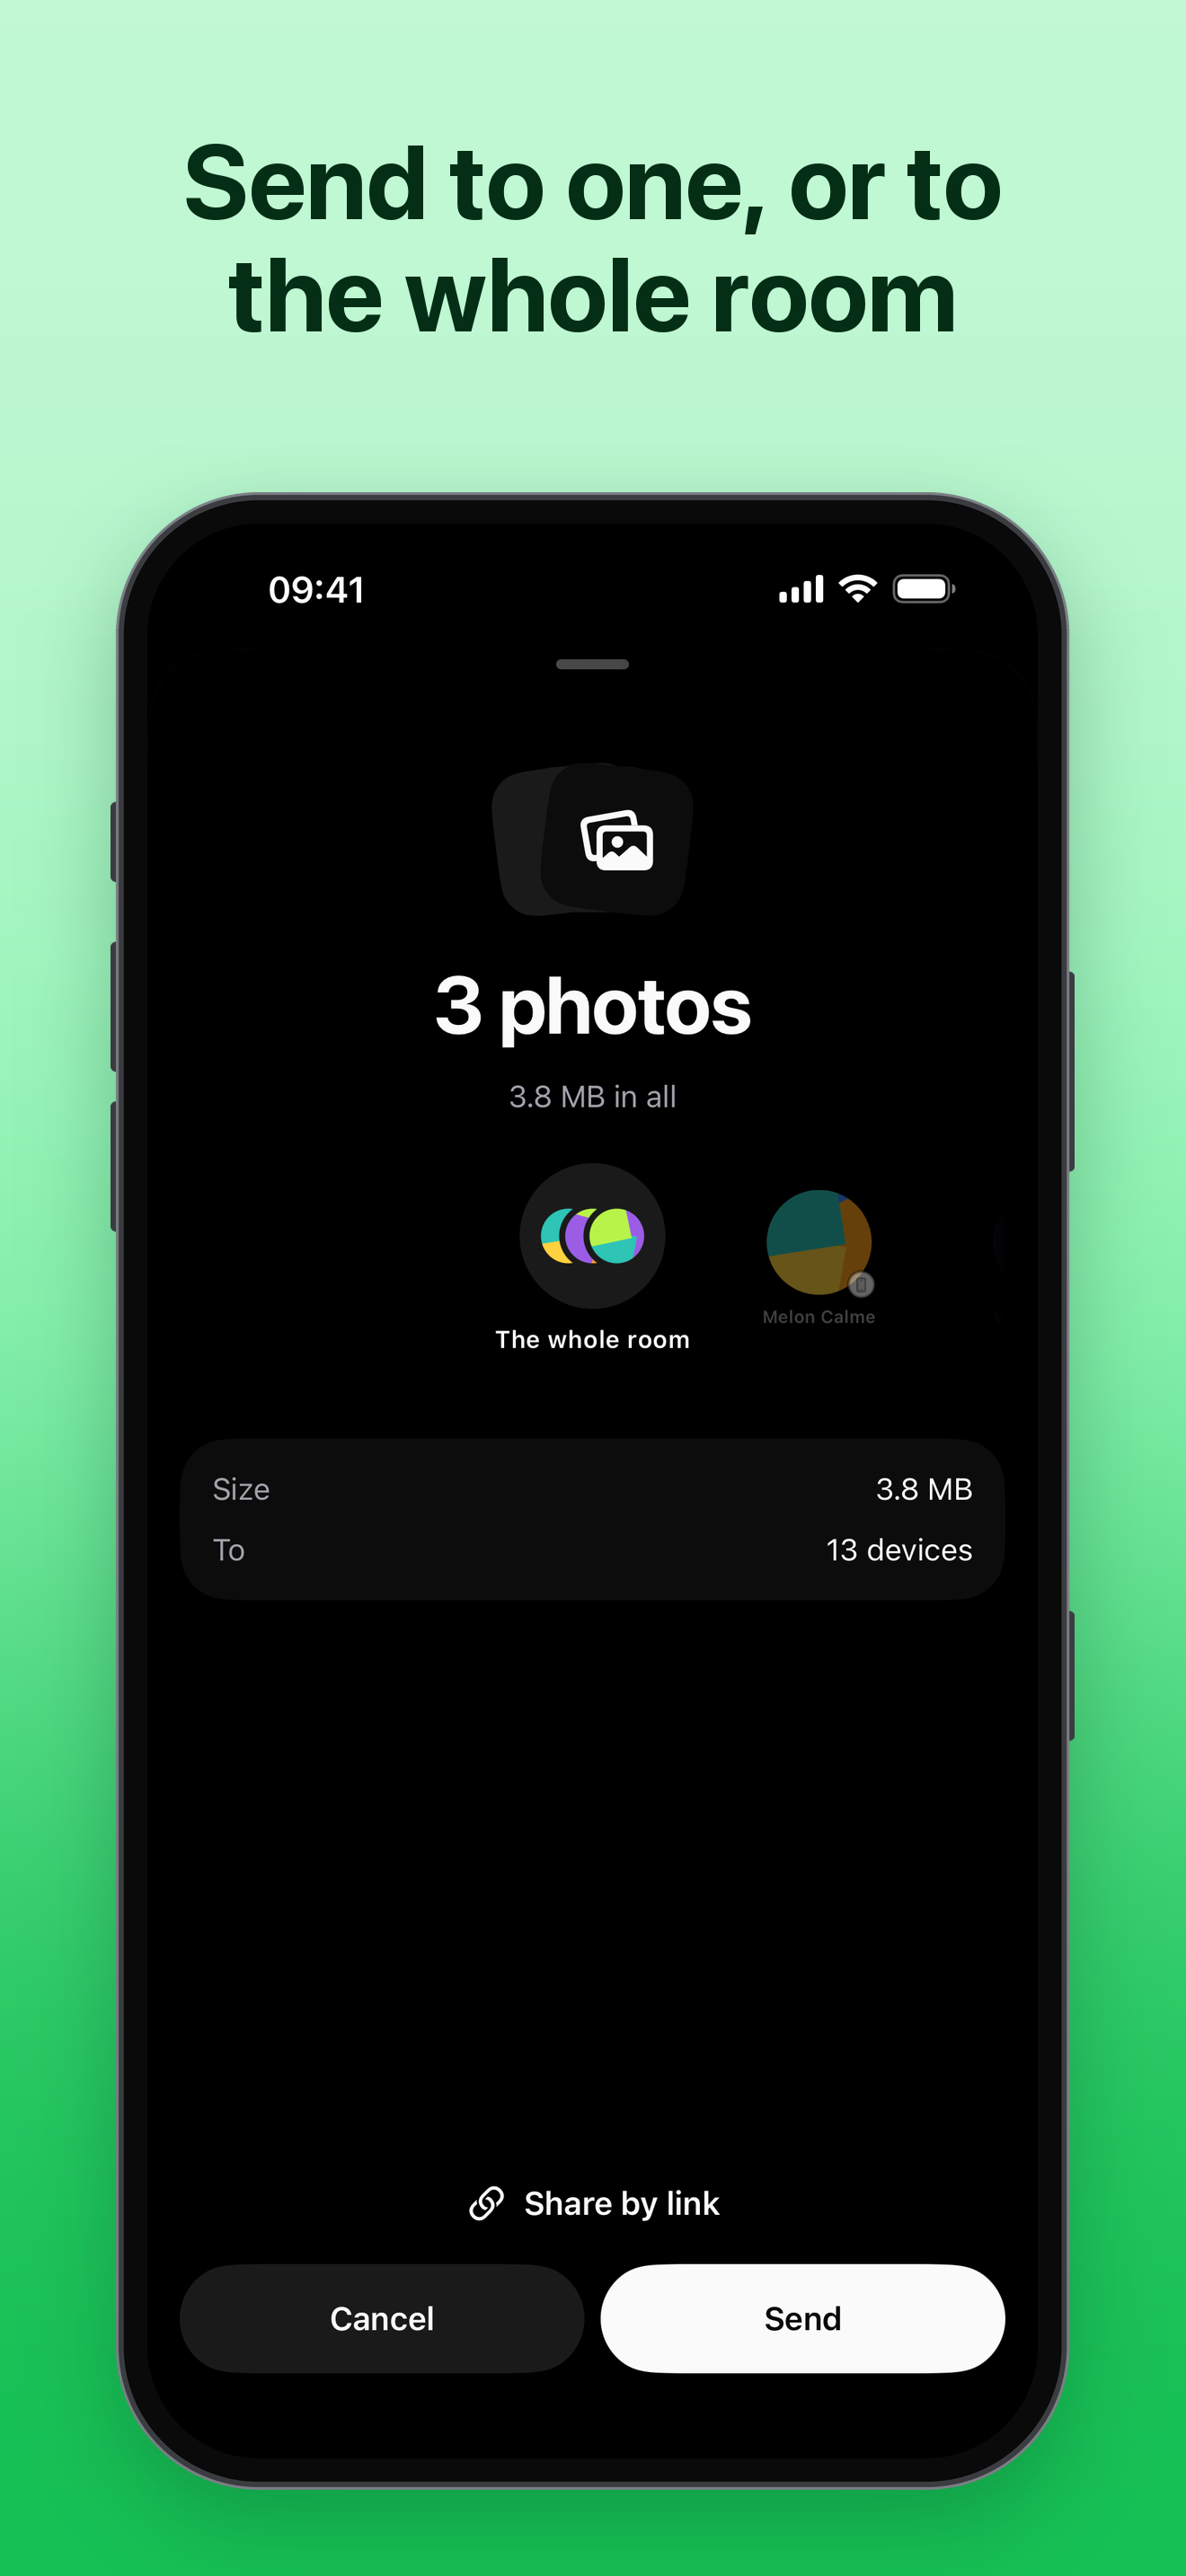 Send to one, or to
the whole room
09:41
3 photos
3.8 MB in all
The whole room
Melon Calme
Size
3.8 MB
To
13 devices
Share by link
Cancel
Send